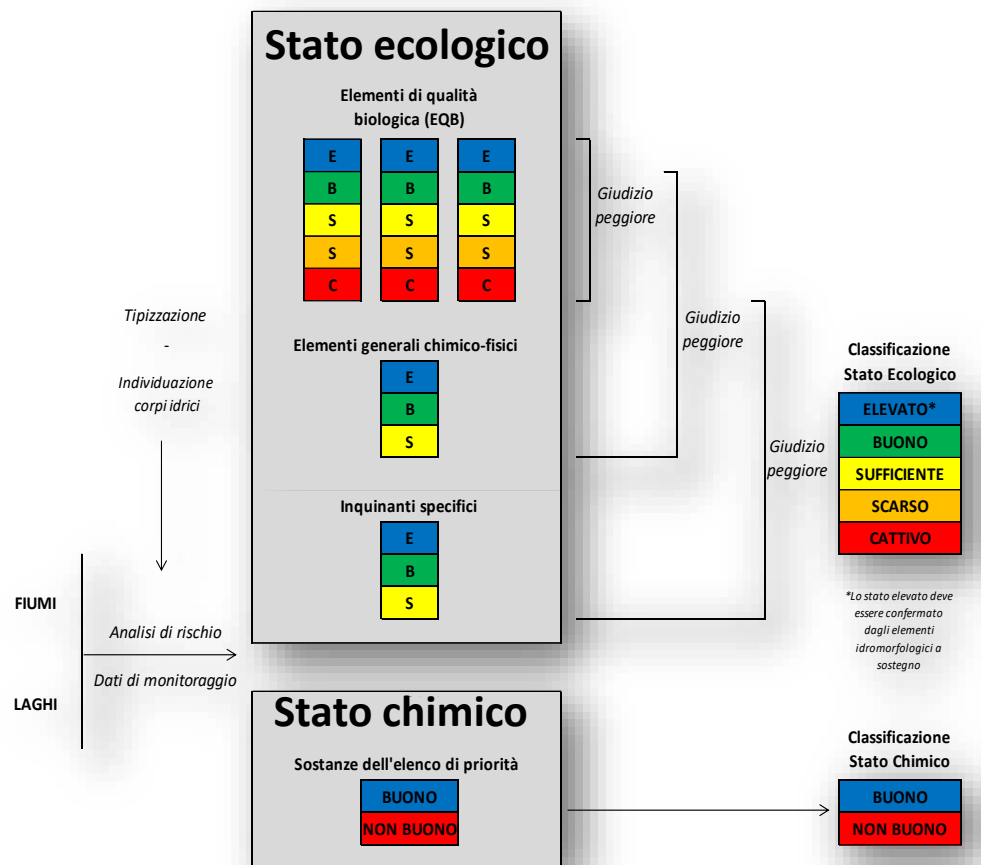 Stato ecologico
Elementi di qualità
biologica (EQB)
E E E
B B B
S S S
S S S
C C C
Giudizio
peggiore
Tipizzazione
-
Individuazione
corpi idrici
Elementi generali chimico-fisici
E
B
S
Giudizio
peggiore
Inquinanti specifici
E
B
S
Giudizio
peggiore
Classificazione
Stato Ecologico
ELEVATO*
BUONO
SUFFICIENTE
SCARSO
CATTIVO
*Lo stato elevato deve
essere confermato
dagli elementi
idromorfologici a
sostegno
FIUMI
Analisi di rischio
Dati di monitoraggio
LAGHI
Stato chimico
Sostanze dell'elenco di priorità
BUONO
NON BUONO
Classificazione
Stato Chimico
BUONO
NON BUONO